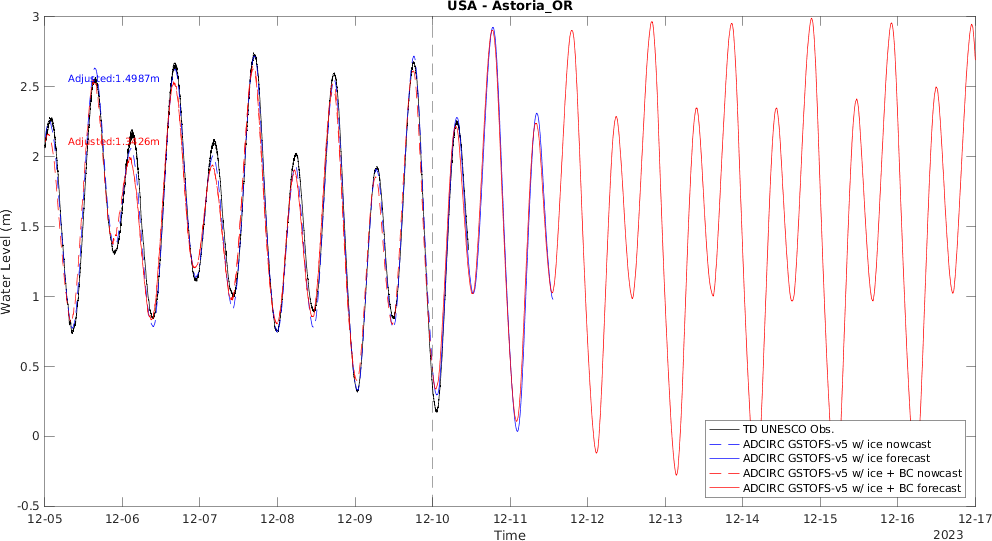 USA - Astoria_OR
3
2.5
2
1.5
1
0.5
0
-0.5
Water Level (m)
Adjusted:1.4987m
12-05
12-06
12-07
12-08
12-09
12-10
12-11
12-12
12-13
12-14
12-15
12-16
12-17
Time
2023
TD UNESCO Obs.
ADCIRC GSTOFS-v5 w/ ice nowcast
ADCIRC GSTOFS-v5 w/ ice forecast
ADCIRC GSTOFS-v5 w/ ice + BC nowcast
ADCIRC GSTOFS-v5 w/ ice + BC forecast